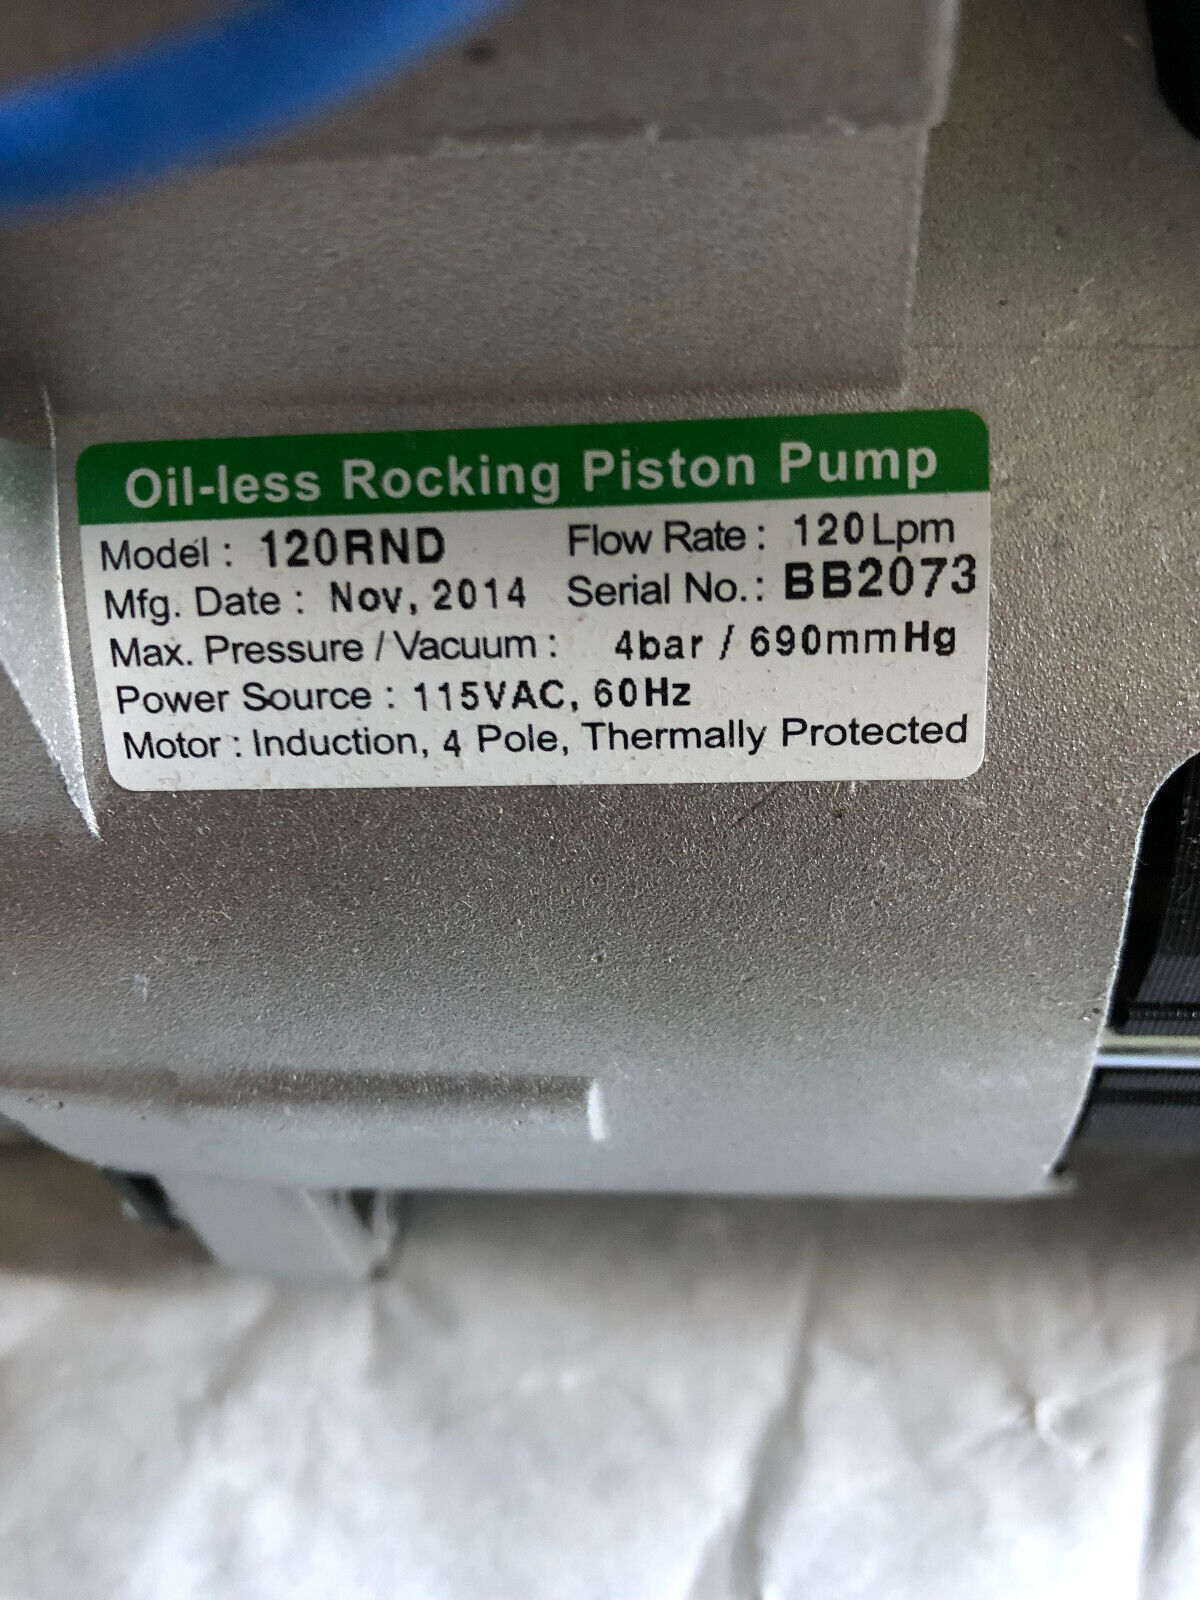 Oil-less Rocking Piston Pump
Model : 120RND Flow Rate : 120Lpm
Mfg. Date : Nov, 2014 Serial No.: BB2073
Max. Pressure / Vacuum : 4bar / 690mmHg
Power Source : 115VAC, 60Hz
Motor : Induction, 4 Pole, Thermally Protected